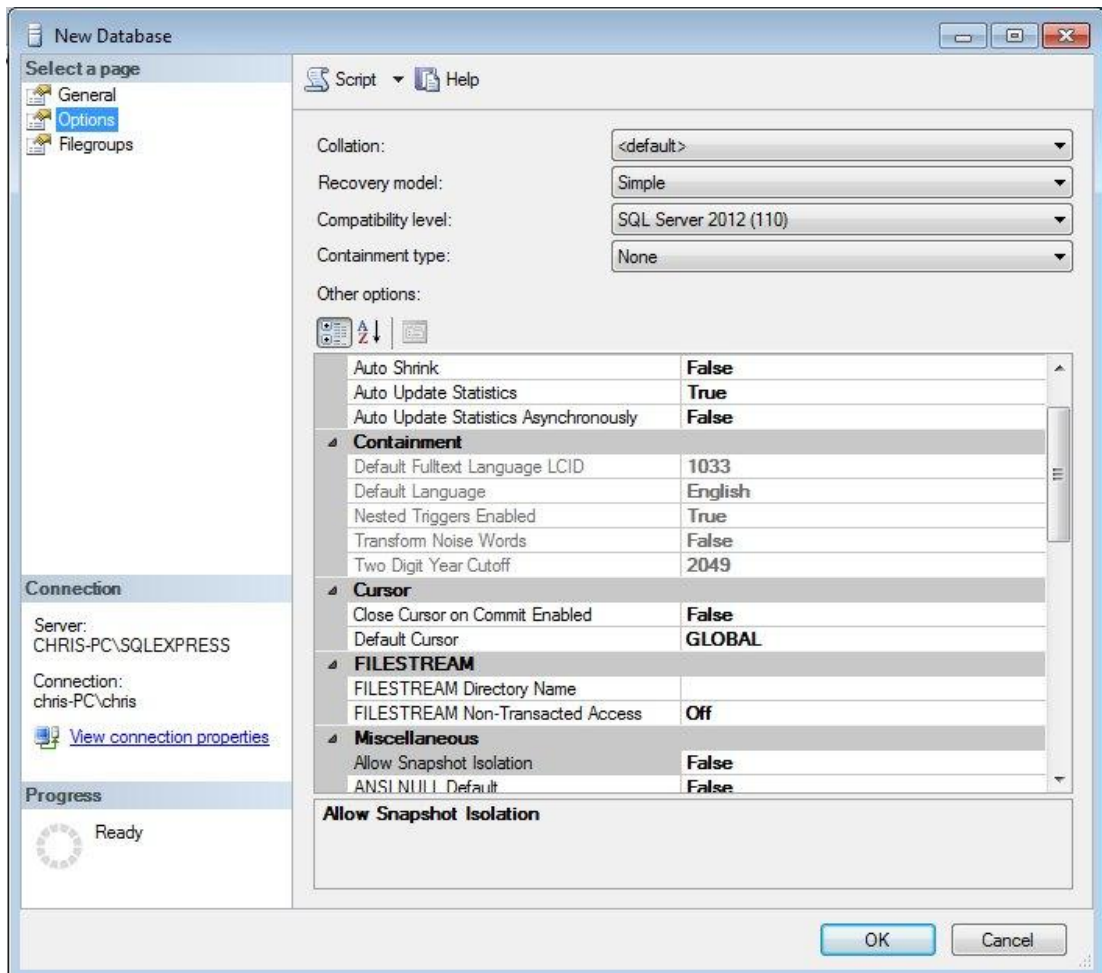 New Database
Select a page
General
Options
Filegroups
Script Help
Collation: <default>
Recovery model: Simple
Compatibility level: SQL Server 2012 (110)
Containment type: None
Other options:
Auto Shrink False
Auto Update Statistics True
Auto Update Statistics Asynchronously False
Containment
Default Fulltext Language LCID 1033
Default Language English
Nested Triggers Enabled True
Transform Noise Words False
Two Digit Year Cutoff 2049
Cursor
Close Cursor on Commit Enabled False
Default Cursor GLOBAL
FILESTREAM
FILESTREAM Directory Name
FILESTREAM Non-Transacted Access Off
Miscellaneous
Allow Snapshot Isolation False
ANSI NULL Default False
Allow Snapshot Isolation
Connection
Server:
CHRIS-PC\SQLEXPRESS
Connection:
chris-PC\chris
View connection properties
Progress
Ready
OK Cancel